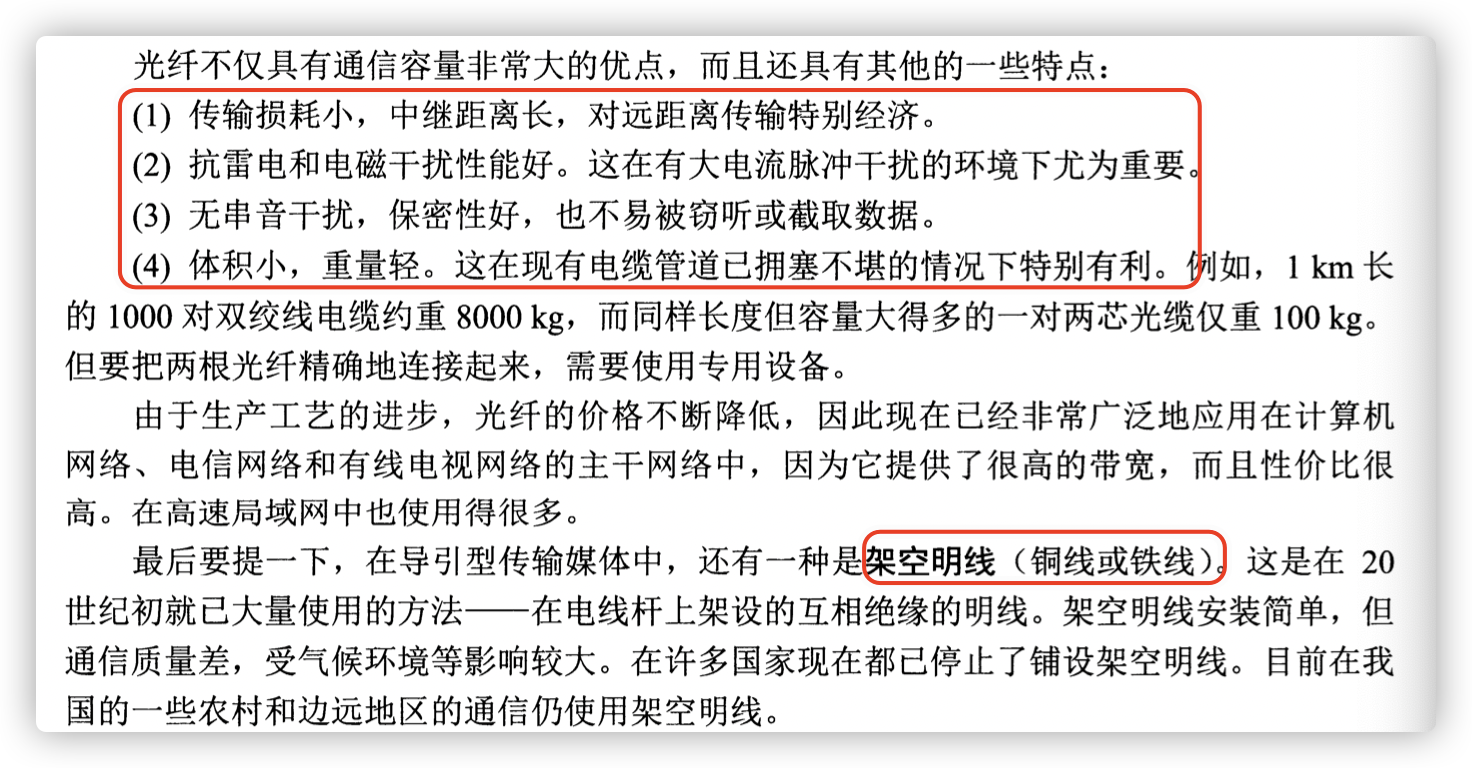 光纤不仅具有通信容量非常大的优点，而且还具有其他的一些特点：
(1) 传输损耗小，中继距离长，对远距离传输特别经济。
(2) 抗雷电和电磁干扰性能好。这在有大电流脉冲干扰的环境下尤为重要。
(3) 无串音干扰，保密性好，也不易被窃听或截取数据。
(4) 体积小，重量轻。这在现有电缆管道已拥塞不堪的情况下特别有利。例如，1 km 长
的 1000 对双绞线电缆约重 8000 kg，而同样长度但容量大得多的一对两芯光缆仅重 100 kg。
但要把两根光纤精确地连接起来，需要使用专用设备。
由于生产工艺的进步，光纤的价格不断降低，因此现在已经非常广泛地应用在计算机
网络、电信网络和有线电视网络的主干网络中，因为它提供了很高的带宽，而且性价比很
高。在高速局域网中也使用得很多。
最后要提一下，在导引型传输媒体中，还有一种是架空明线（铜线或铁线）。这是在 20
世纪初就已大量使用的方法——在电线杆上架设的互相绝缘的明线。架空明线安装简单，但
通信质量差，受气候环境等影响较大。在许多国家现在都已停止了铺设架空明线。目前在我
国的一些农村和边远地区的通信仍使用架空明线。